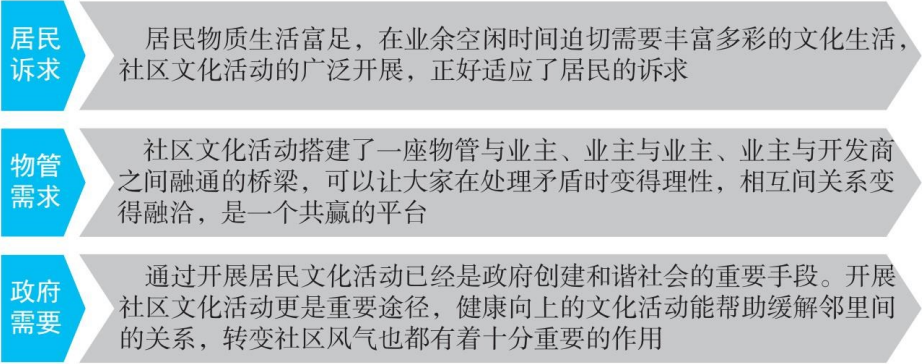 居民
诉求
居民物质生活富足，在业余空闲时间迫切需要丰富多彩的文化生活，
社区文化活动的广泛开展，正好适应了居民的诉求
物管
需求
社区文化活动搭建了一座物管与业主、业主与业主、业主与开发商
之间融通的桥梁，可以让大家在处理矛盾时变得理性，相互间关系变
得融洽，是一个共赢的平台
政府
需要
通过开展居民文化活动已经是政府创建和谐社会的重要手段。开展
社区文化活动更是重要途径，健康向上的文化活动能帮助缓解邻里间
的关系，转变社区风气也都有着十分重要的作用